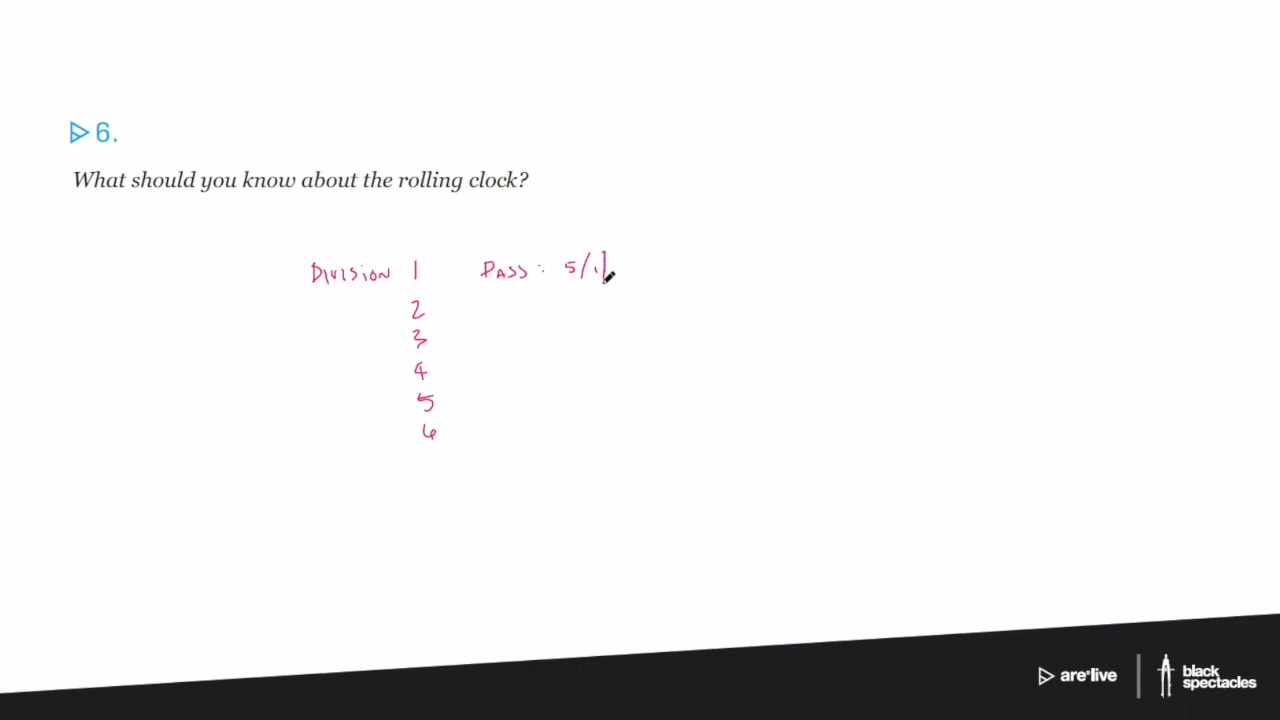 6.
What should you know about the rolling clock?
DIVISION 1 PASS: 5/1
2
3
4
5
6
are live
black
spectacles